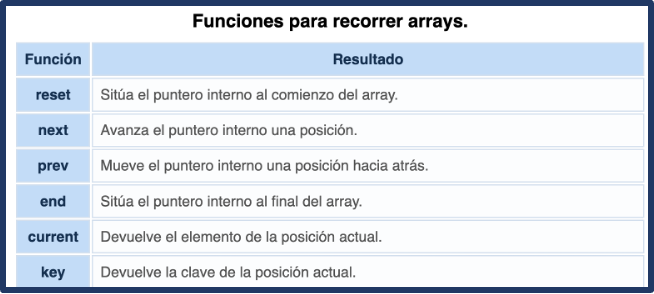 Funciones para recorrer arrays.
Función Resultado
reset Sitúa el puntero interno al comienzo del array.
next Avanza el puntero interno una posición.
prev Mueve el puntero interno una posición hacia atrás.
end Sitúa el puntero interno al final del array.
current Devuelve el elemento de la posición actual.
key Devuelve la clave de la posición actual.